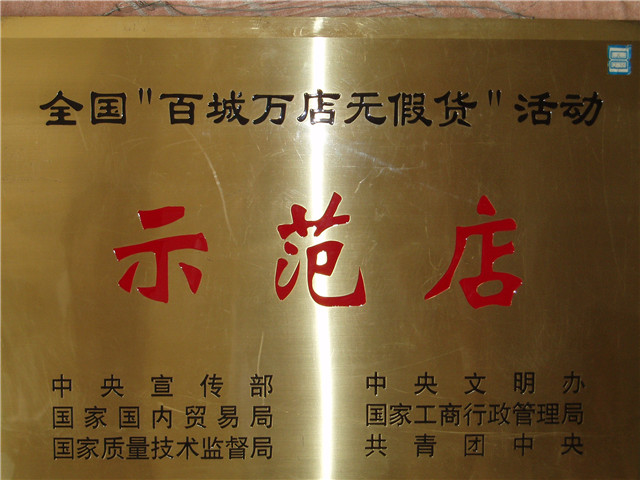 全国"百城万店无假货"活动
示范店
中央宣传部
国家国内贸易局
国家质量技术监督局
中央文明办
国家工商行政管理局
共青团中央